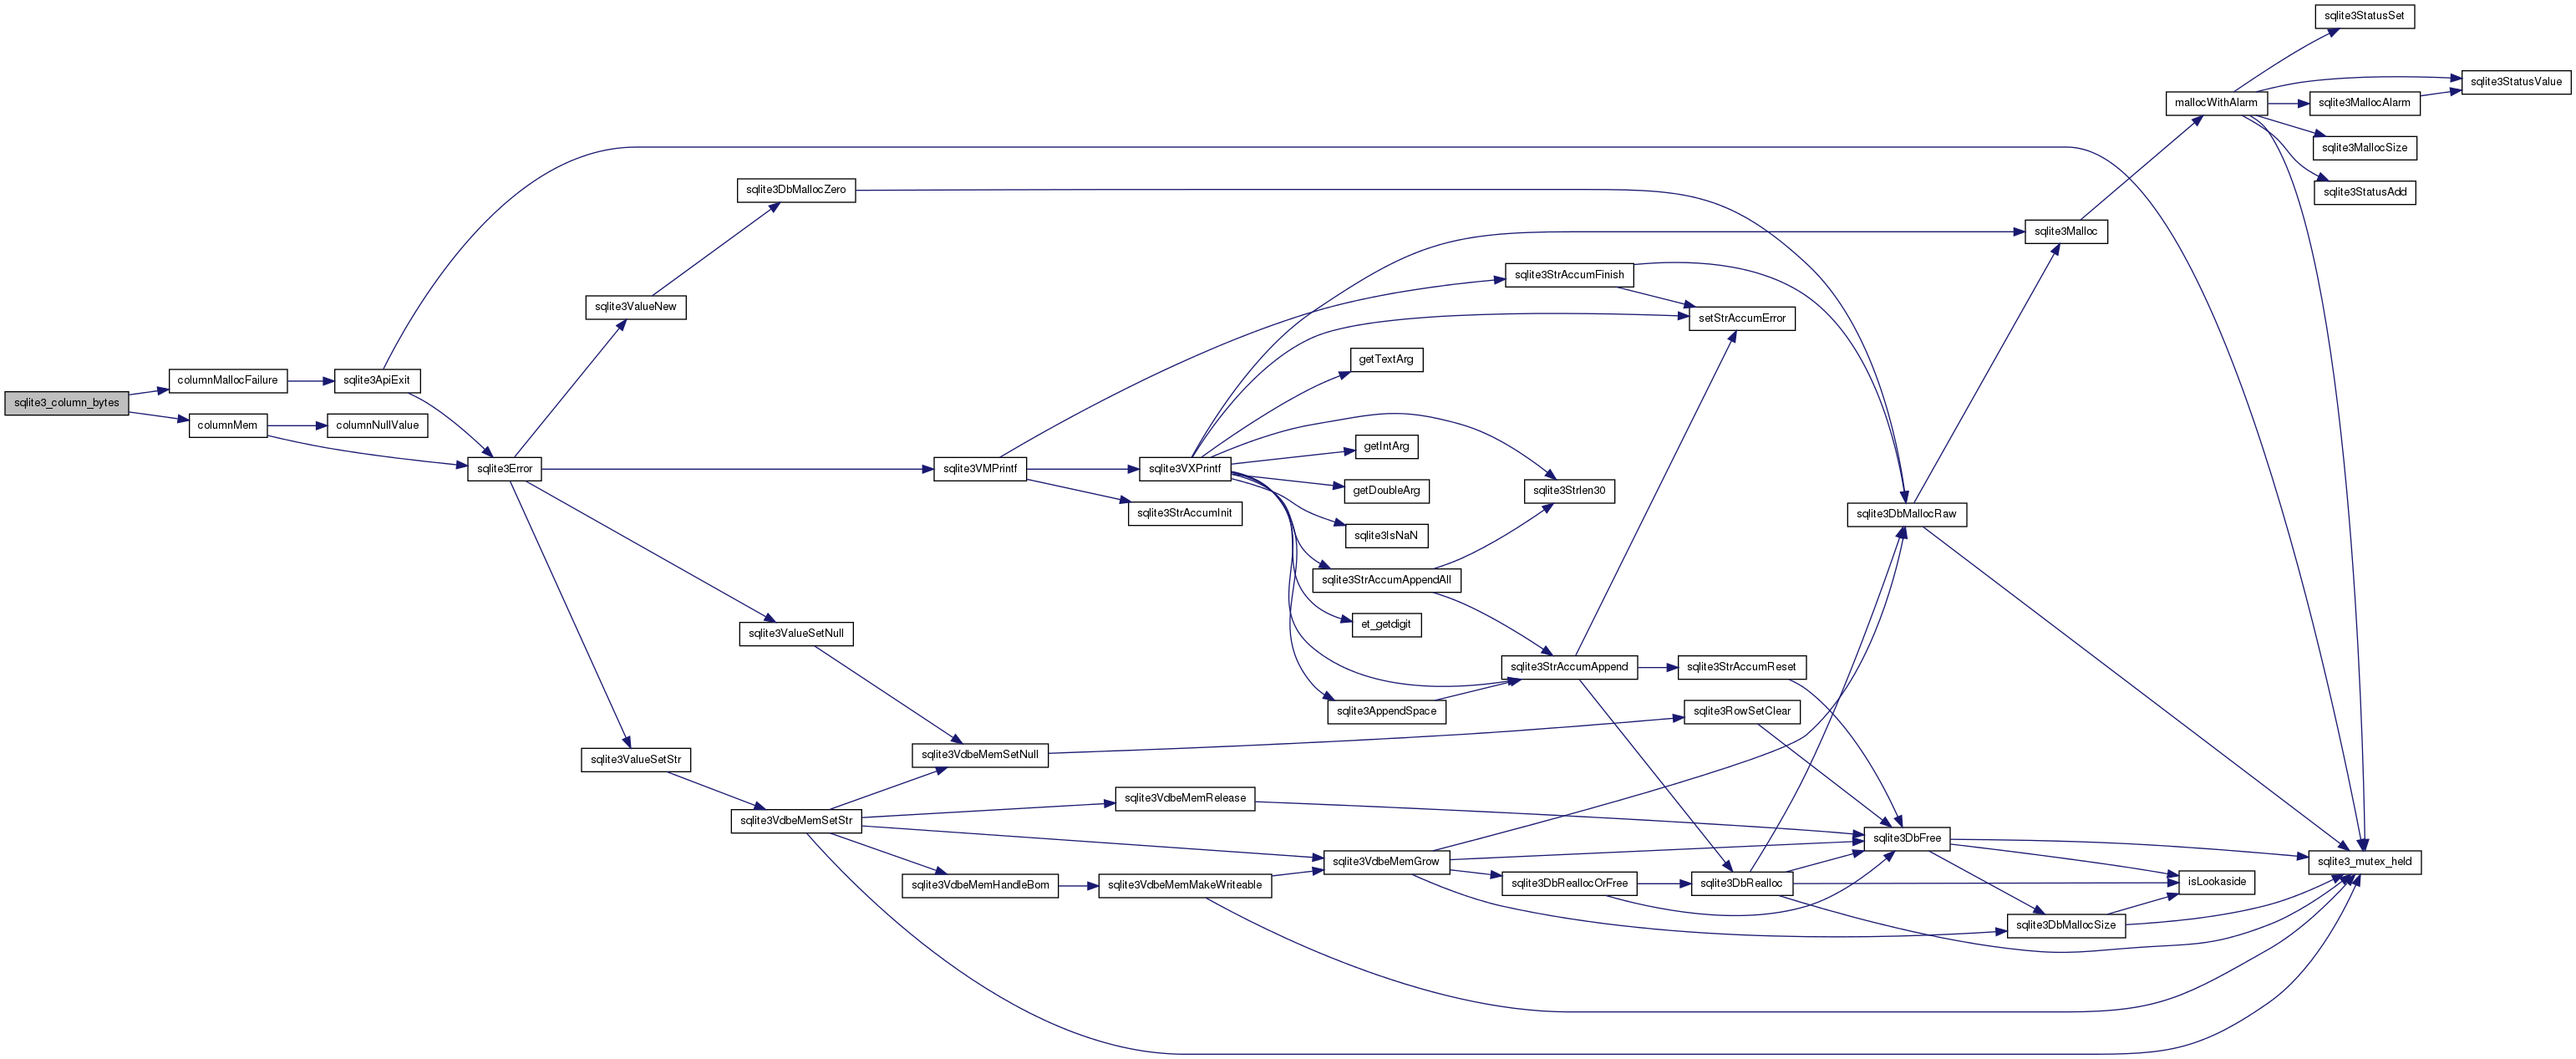 sqlite3StatusSet
sqlite3StatusValue
mallocWithAlarm
sqlite3MallocAlarm
sqlite3MallocSize
sqlite3DbMallocZero
sqlite3StatusAdd
sqlite3Malloc
sqlite3StrAccumFinish
sqlite3ValueNew
setStrAccumError
getTextArg
columnMallocFailure
sqlite3ApiExit
sqlite3_column_bytes
columnMem
columnNullValue
getIntArg
sqlite3Error
sqlite3VMPrintf
sqlite3VXPrintf
getDoubleArg
sqlite3Strlen30
sqlite3StrAccumInit
sqlite3DbMallocRaw
sqlite3IsNaN
sqlite3StrAccumAppendAll
et_getdigit
sqlite3ValueSetNull
sqlite3StrAccumAppend
sqlite3StrAccumReset
sqlite3AppendSpace
sqlite3RowSetClear
sqlite3VdbeMemSetNull
sqlite3ValueSetStr
sqlite3VdbeMemRelease
sqlite3VdbeMemSetStr
sqlite3DbFree
sqlite3VdbeMemGrow
sqlite3_mutex_held
sqlite3VdbeMemHandleBom
sqlite3VdbeMemMakeWriteable
sqlite3DbReallocOrFree
sqlite3DbRealloc
isLookaside
sqlite3DbMallocSize